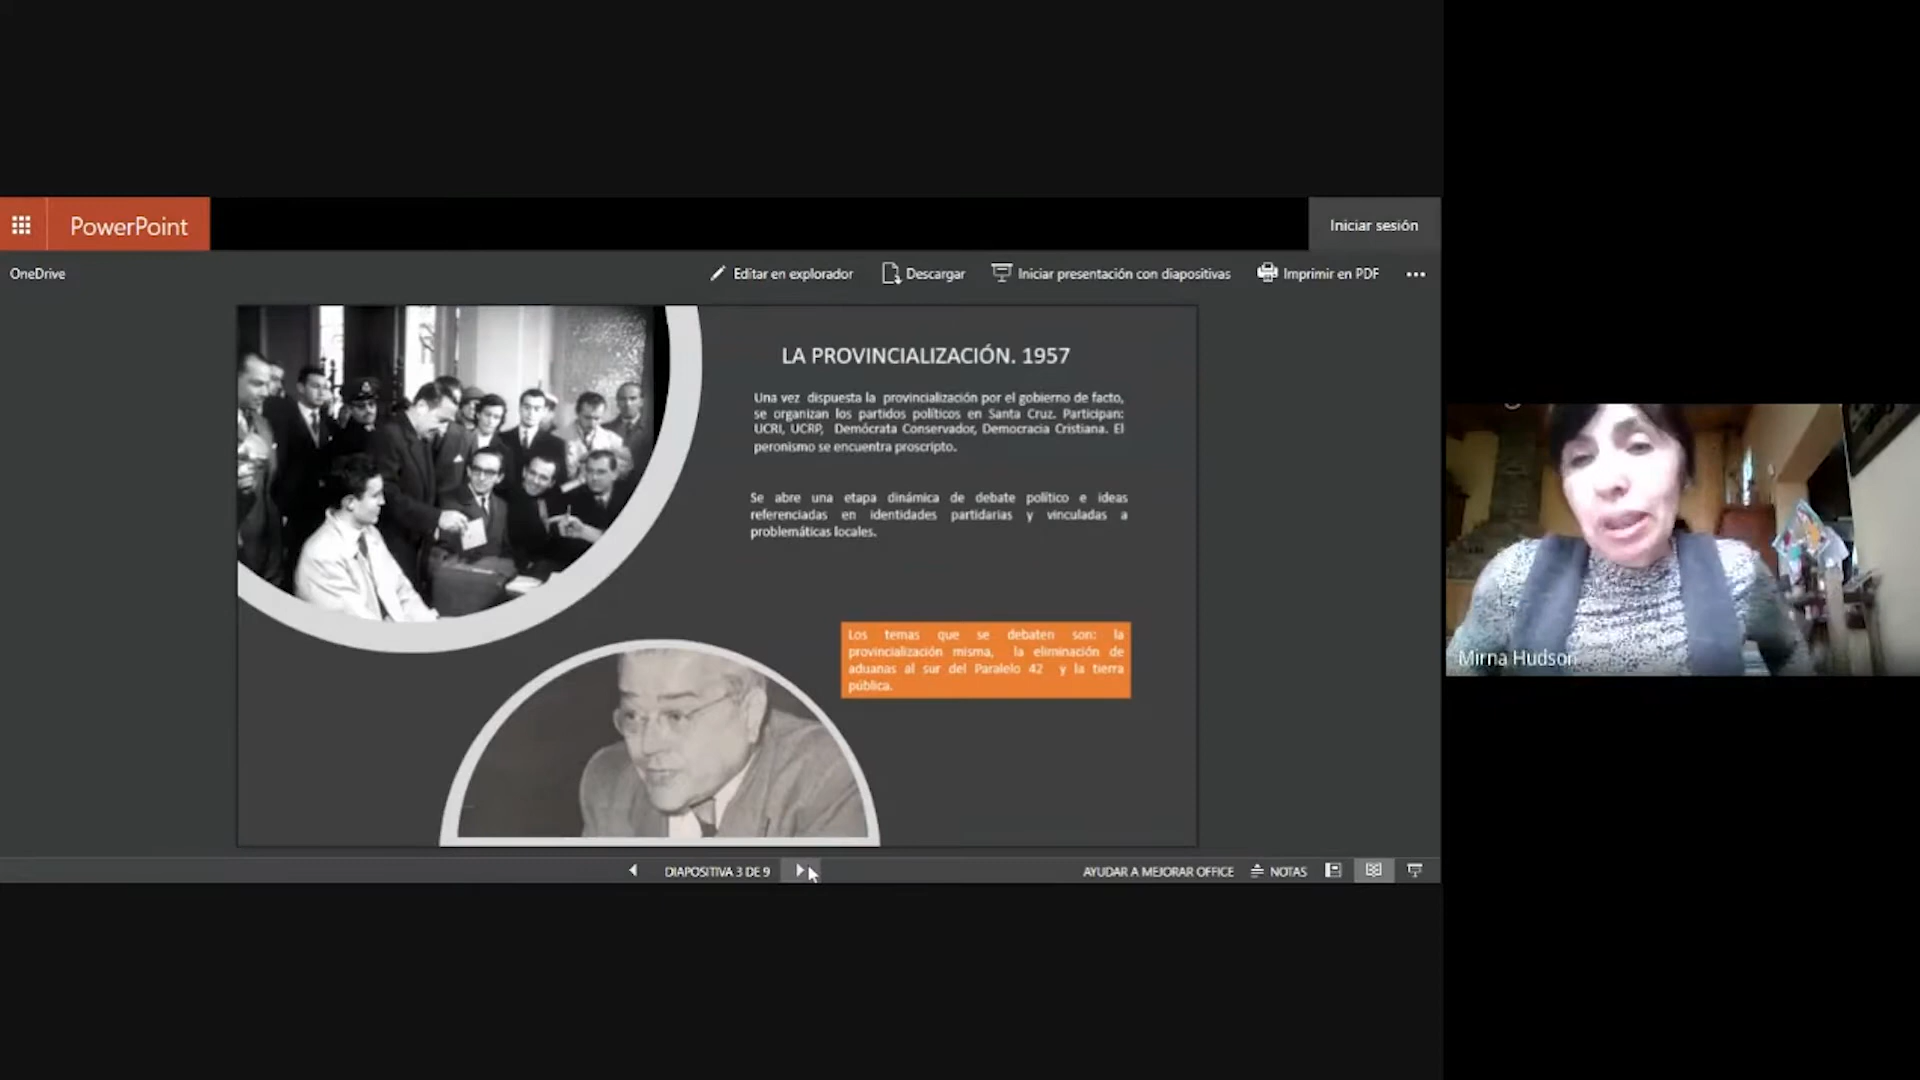 PowerPoint
Iniciar sesión
OneDrive
Editar en explorador
Descargar
Iniciar presentación con diapositivas
Imprimir en PDF
LA PROVINCIALIZACIÓN. 1957
Una vez dispuesta la provincialización por el gobierno de facto,
se organizan los partidos políticos en Santa Cruz. Participan:
UCRI, UCRP, Demócrata Conservador, Democracia Cristiana. El
peronismo se encuentra proscripto.
Se abre una etapa dinámica de debate político e ideas
referenciadas en identidades partidarias y vinculadas a
problemáticas locales.
Los temas que se debaten son: la
provincialización misma, la eliminación de
aduanas al sur del Paralelo 42 y la tierra
pública.
Mirna Hudson
DIAPOSITIVA 3 DE 9
AYUDAR A MEJORAR OFFICE
NOTAS